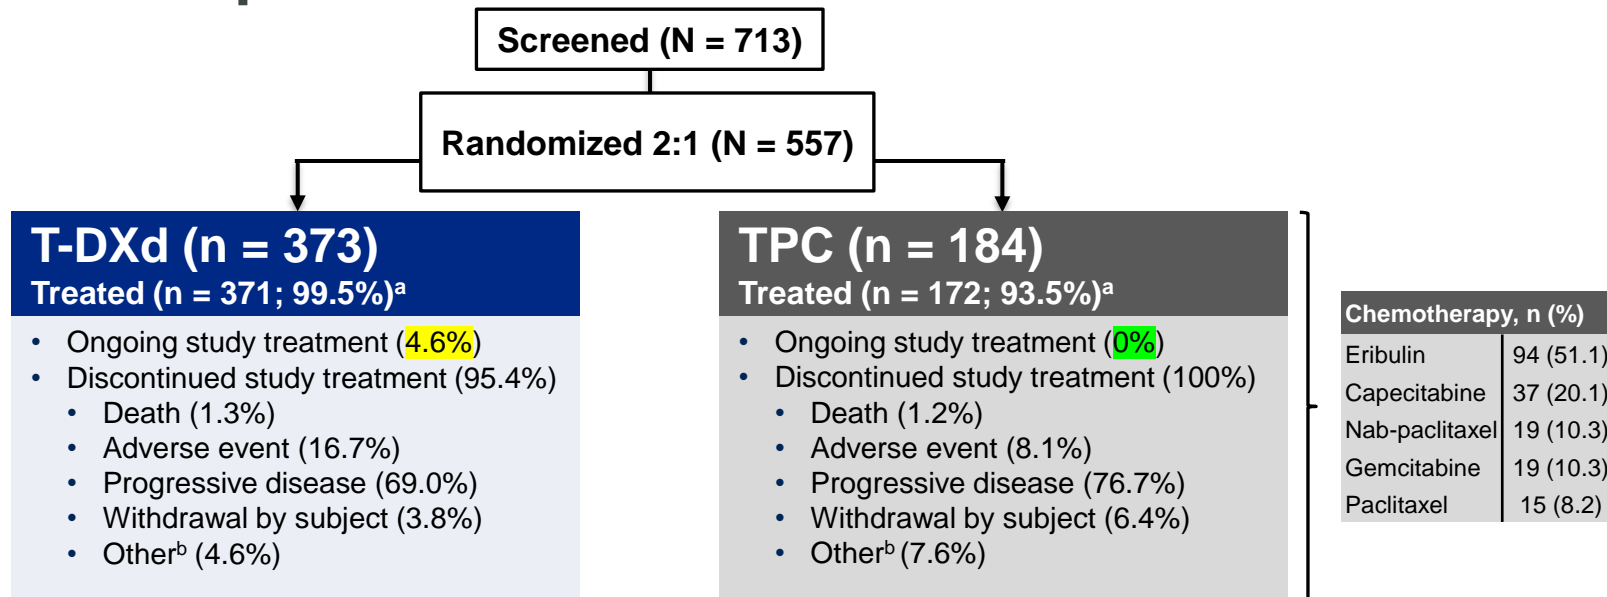 Screened (N = 713)
Randomized 2:1 (N = 557)
T-DXd (n = 373)
Treated (n = 371; 99.5%)ᵃ
• Ongoing study treatment (4.6%)
• Discontinued study treatment (95.4%)
• Death (1.3%)
• Adverse event (16.7%)
• Progressive disease (69.0%)
• Withdrawal by subject (3.8%)
• Otherᵇ (4.6%)
TPC (n = 184)
Treated (n = 172; 93.5%)ᵃ
• Ongoing study treatment (0%)
• Discontinued study treatment (100%)
• Death (1.2%)
• Adverse event (8.1%)
• Progressive disease (76.7%)
• Withdrawal by subject (6.4%)
• Otherᵇ (7.6%)
Chemotherapy, n (%)
Eribulin 94 (51.1)
Capecitabine 37 (20.1)
Nab-paclitaxel 19 (10.3)
Gemcitabine 19 (10.3)
Paclitaxel 15 (8.2)